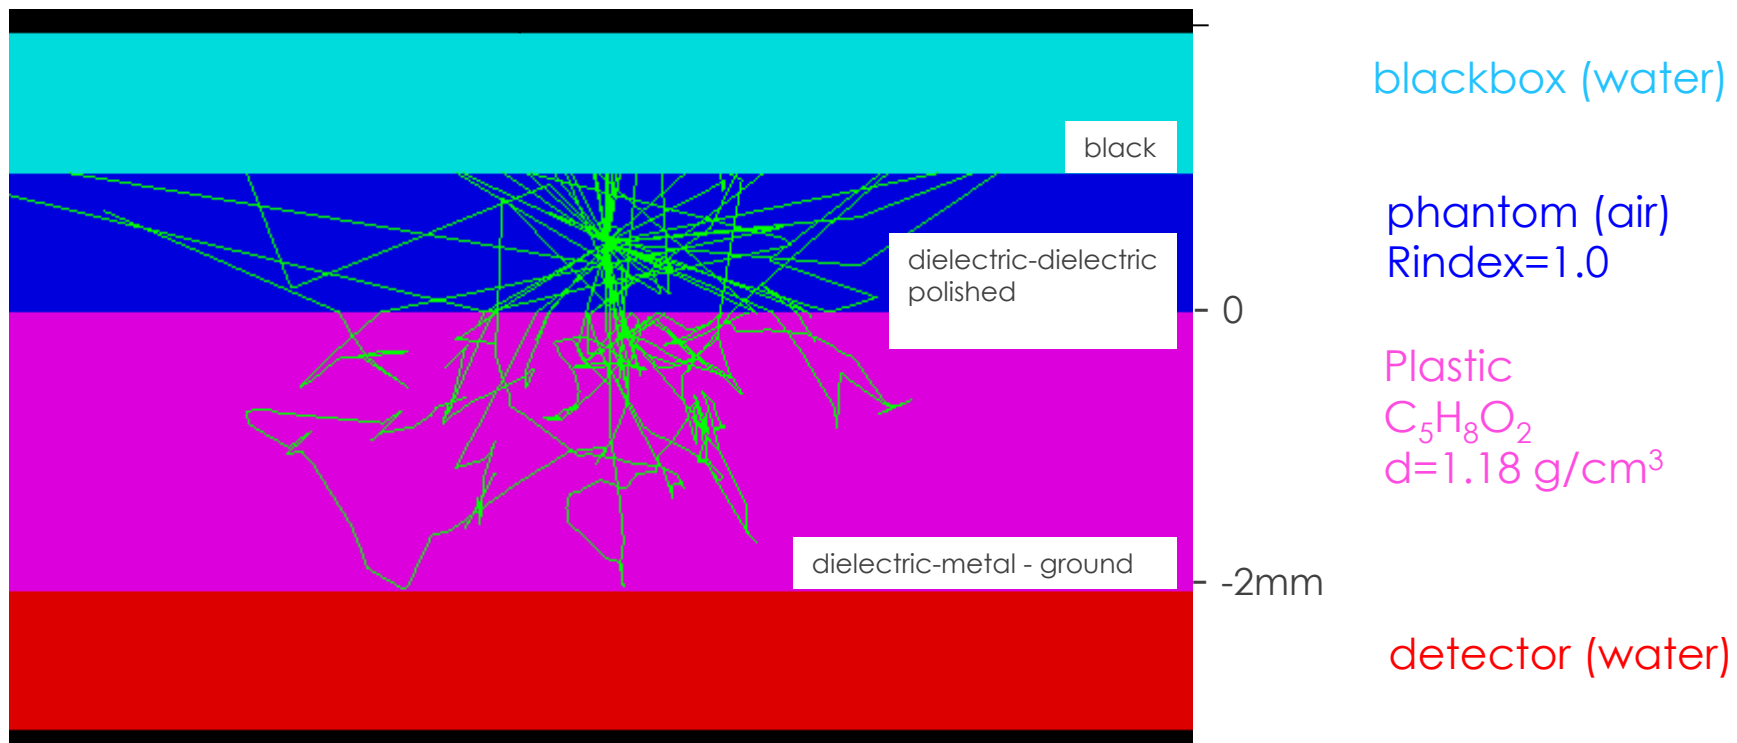 blackbox (water)
black
phantom (air)
Rindex=1.0
dielectric-dielectric
polished
0
Plastic
C₅H₈O₂
d=1.18 g/cm³
dielectric-metal - ground
-2mm
detector (water)